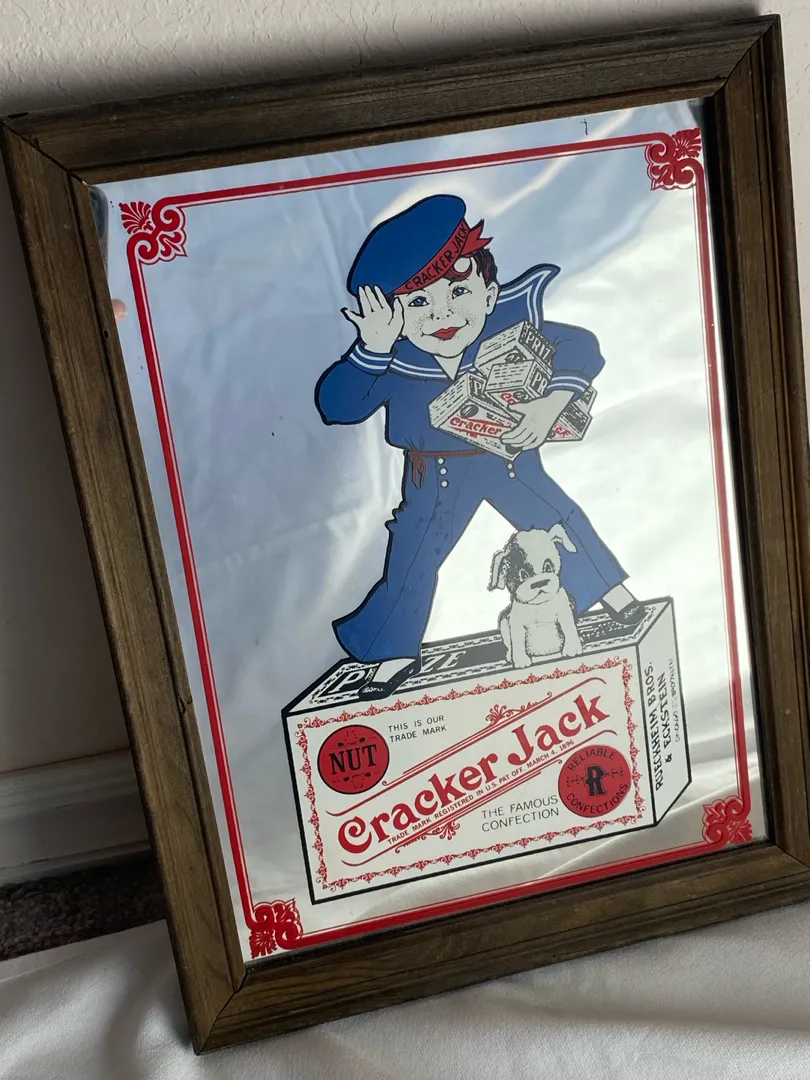 CRACKER JACK
PRIZE
PR
Cracker
PRIZE
NUT
THIS IS OUR
TRADE MARK
Cracker Jack
TRADE MARK REGISTERED IN U.S. PAT. OFF. MARCH 4, 1896
THE FAMOUS
CONFECTION
RELIABLE
R
CONFECTIONS
RUECKHEIM BROS.
& ECKSTEIN